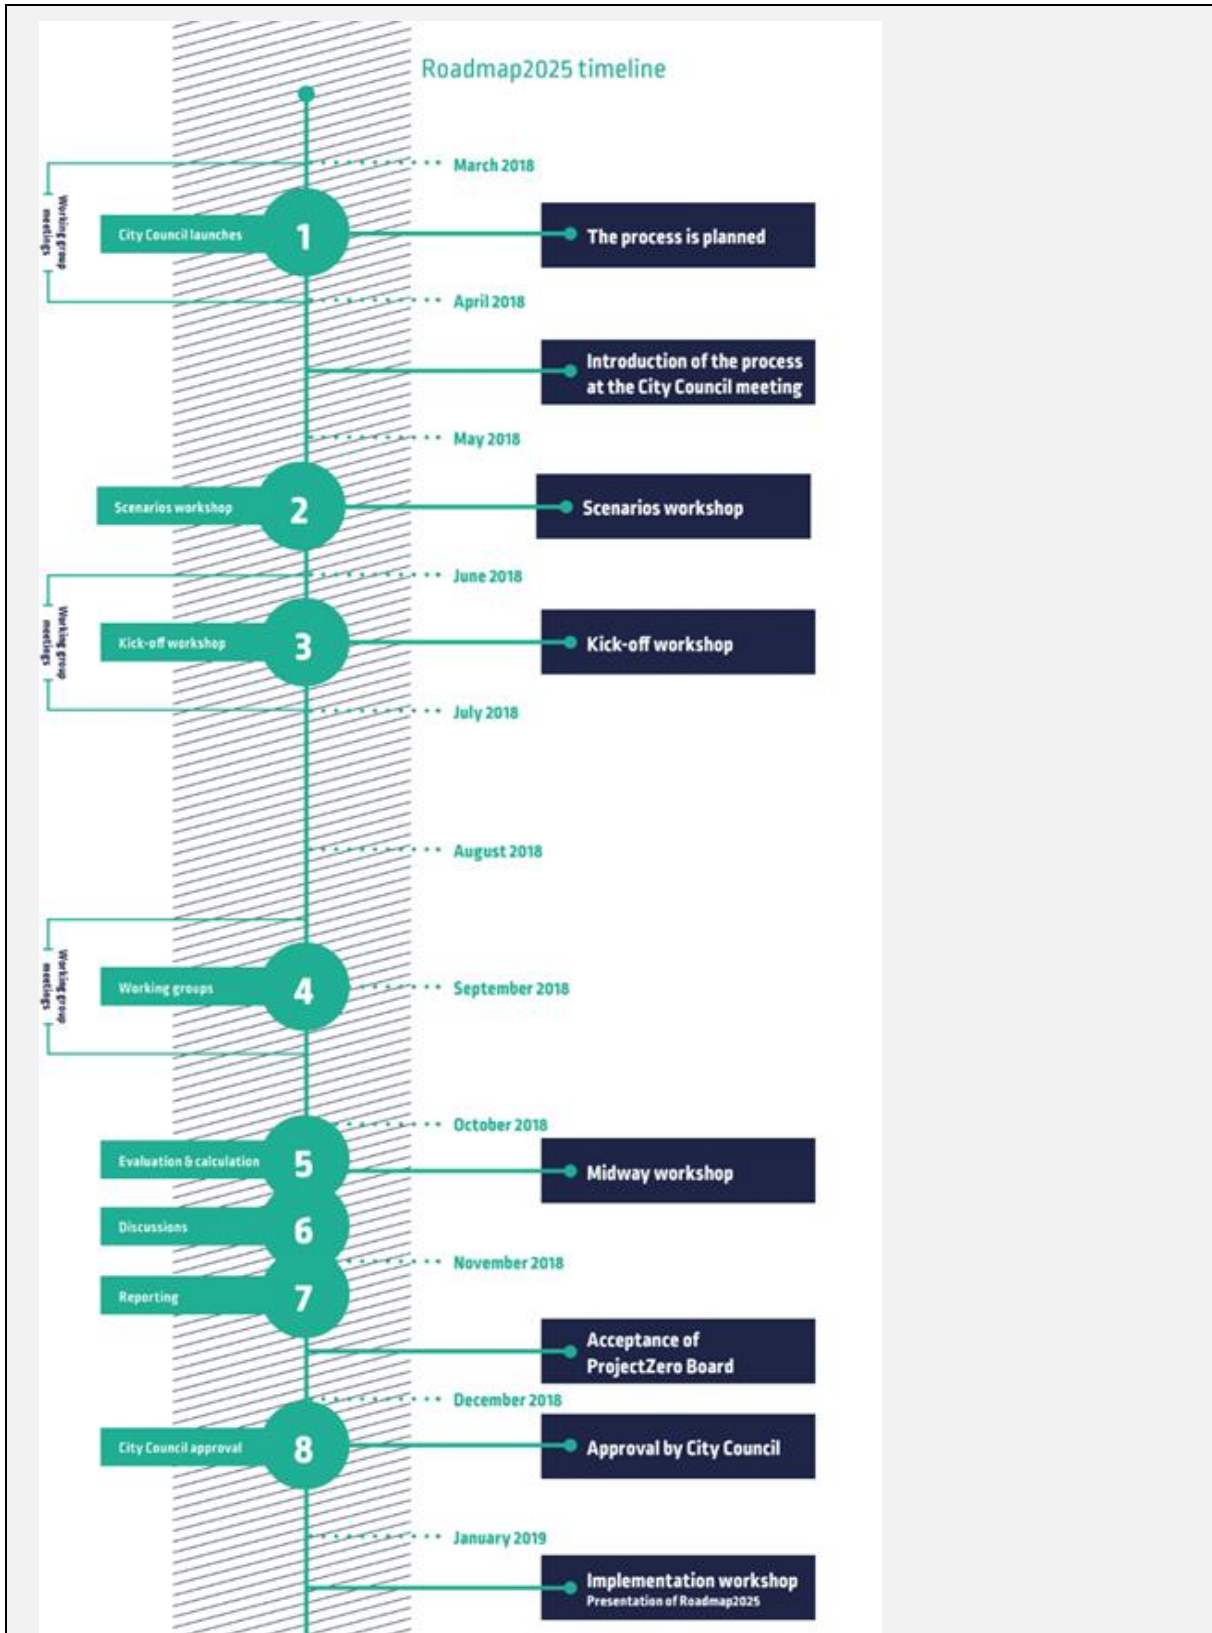 Roadmap2025 timeline
March 2018
Working group
meetings
City Council launches
1
The process is planned
April 2018
Introduction of the process
at the City Council meeting
May 2018
Scenarios workshop
2
Scenarios workshop
June 2018
Working group
meetings
Kick-off workshop
3
Kick-off workshop
July 2018
August 2018
Working group
meetings
Working groups
4
September 2018
October 2018
Evaluation & calculation
5
Midway workshop
Discussions
6
November 2018
Reporting
7
Acceptance of
ProjectZero Board
December 2018
City Council approval
8
Approval by City Council
January 2019
Implementation workshop
Presentation of Roadmap2025